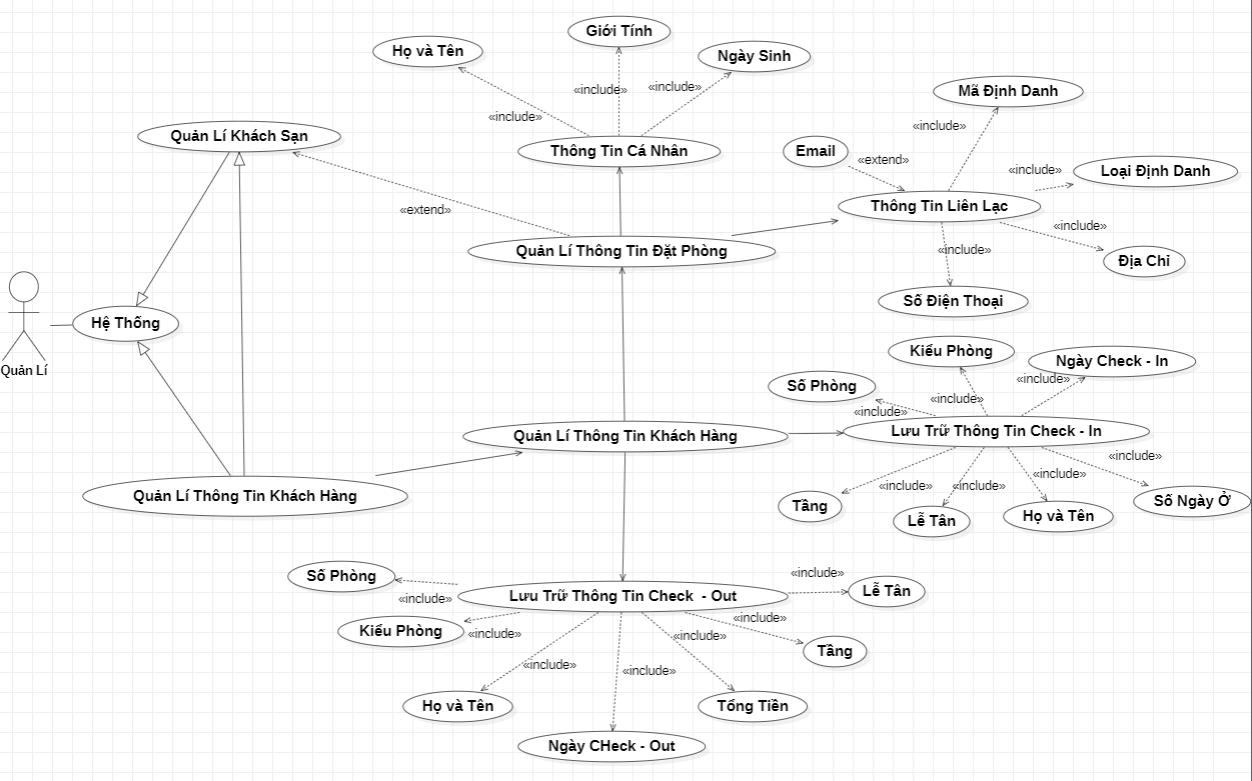 Giới Tính
Họ và Tên
Ngày Sinh
«include»
«include»
«include»
Mã Định Danh
Quản Lí Khách Sạn
Thông Tin Cá Nhân
Email
«include»
«extend»
«include»
Loại Định Danh
«extend»
Thông Tin Liên Lạc
«include»
Quản Lí Thông Tin Đặt Phòng
«include»
Địa Chỉ
Số Điện Thoại
Hệ Thống
Quản Lí
Kiểu Phòng
Ngày Check - In
Số Phòng
«include»
«include»
«include»
Quản Lí Thông Tin Khách Hàng
Lưu Trữ Thông Tin Check - In
«include»
«include»
«include»
«include»
Quản Lí Thông Tin Khách Hàng
Tầng
Lễ Tân
Họ và Tên
Số Ngày Ở
Số Phòng
«include»
Lễ Tân
«include»
Lưu Trữ Thông Tin Check  - Out
Kiểu Phòng
«include»
«include»
«include»
Tầng
«include»
«include»
Họ và Tên
Tổng Tiền
Ngày CHeck - Out